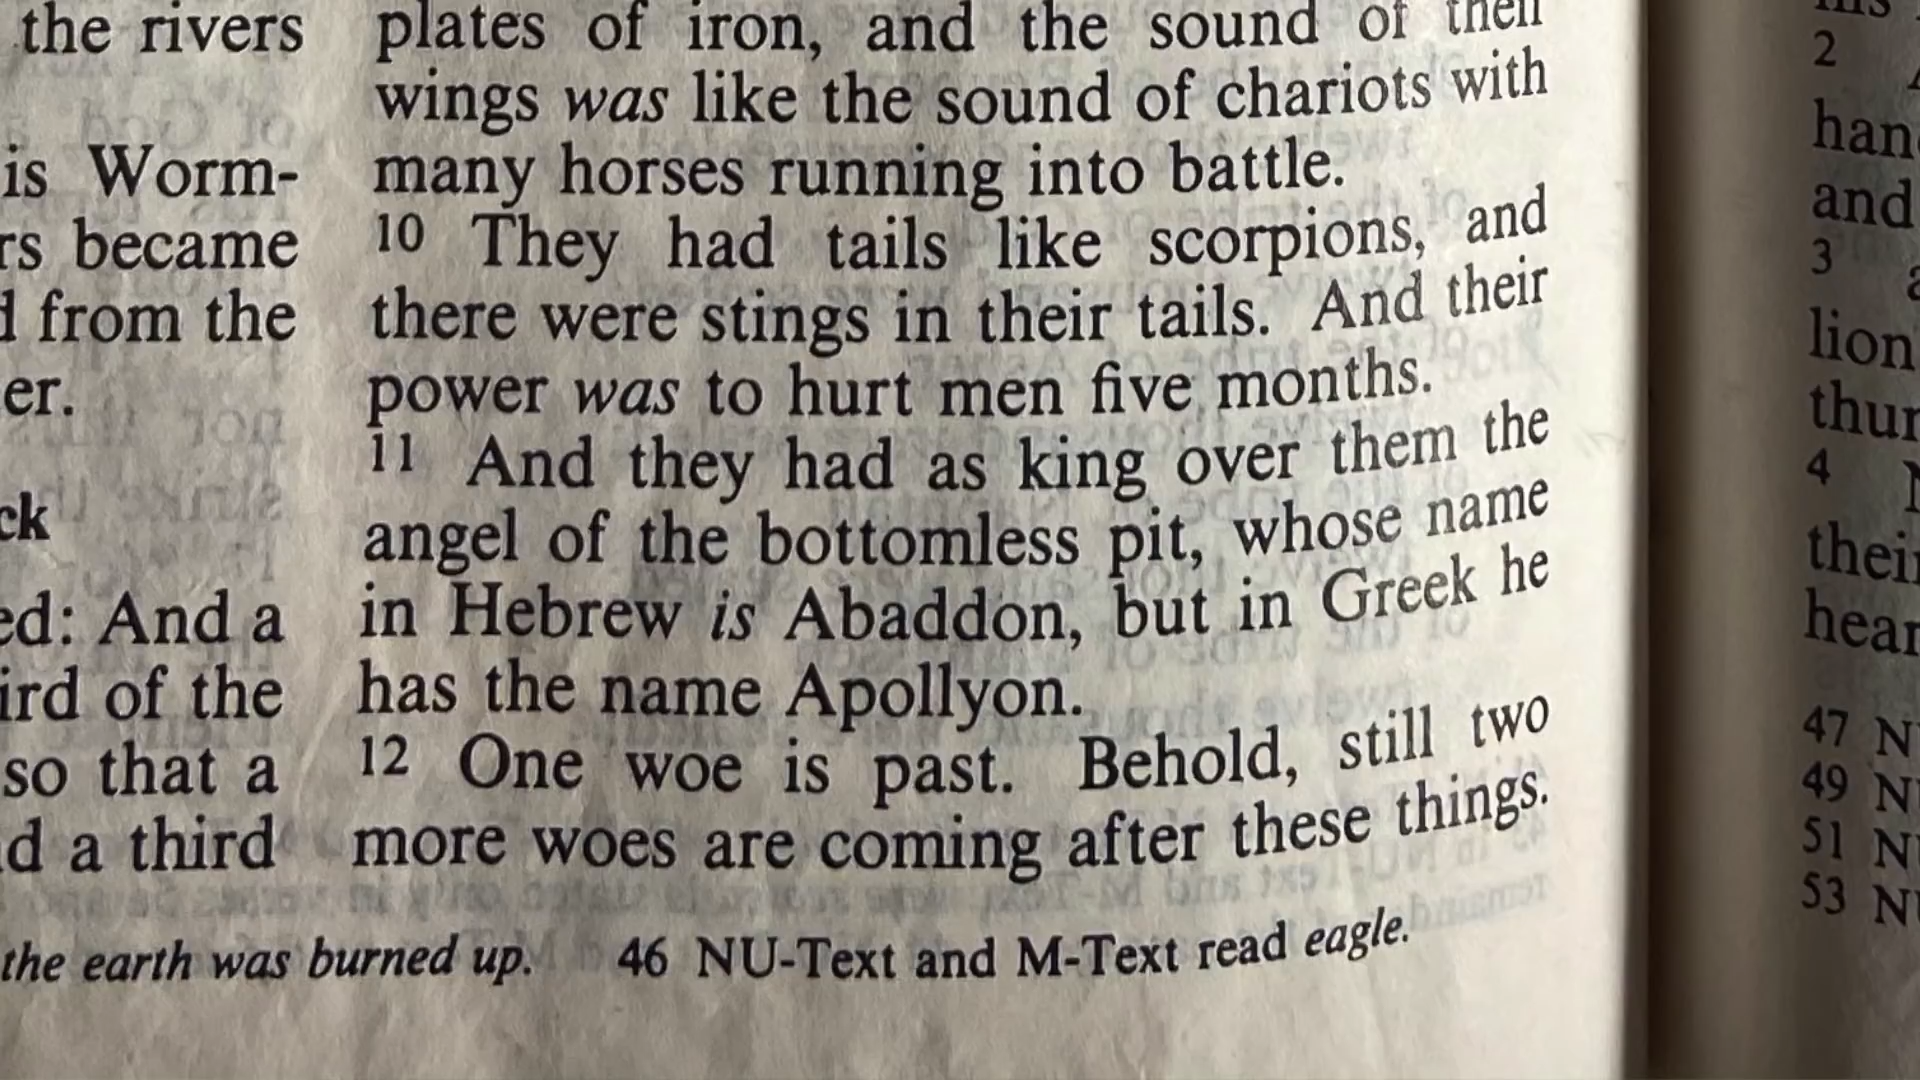 the rivers
is Worm-
became
from the
er.
ck
ed: And a
ird of the
so that a
d a third
the earth was burned up. 46 NU-Text and M-Text read eagle.
plates of iron, and the sound of their
wings was like the sound of chariots with
many horses running into battle.
10 They had tails like scorpions, and
there were stings in their tails. And their
power was to hurt men five months.
11 And they had as king over them the
angel of the bottomless pit, whose name
in Hebrew is Abaddon, but in Greek he
has the name Apollyon.
12 One woe is past. Behold, still two
more woes are coming after these things.
2
han
and
3
lion
thun
4
thei
hear
47 N
49 N
51 N
53 N